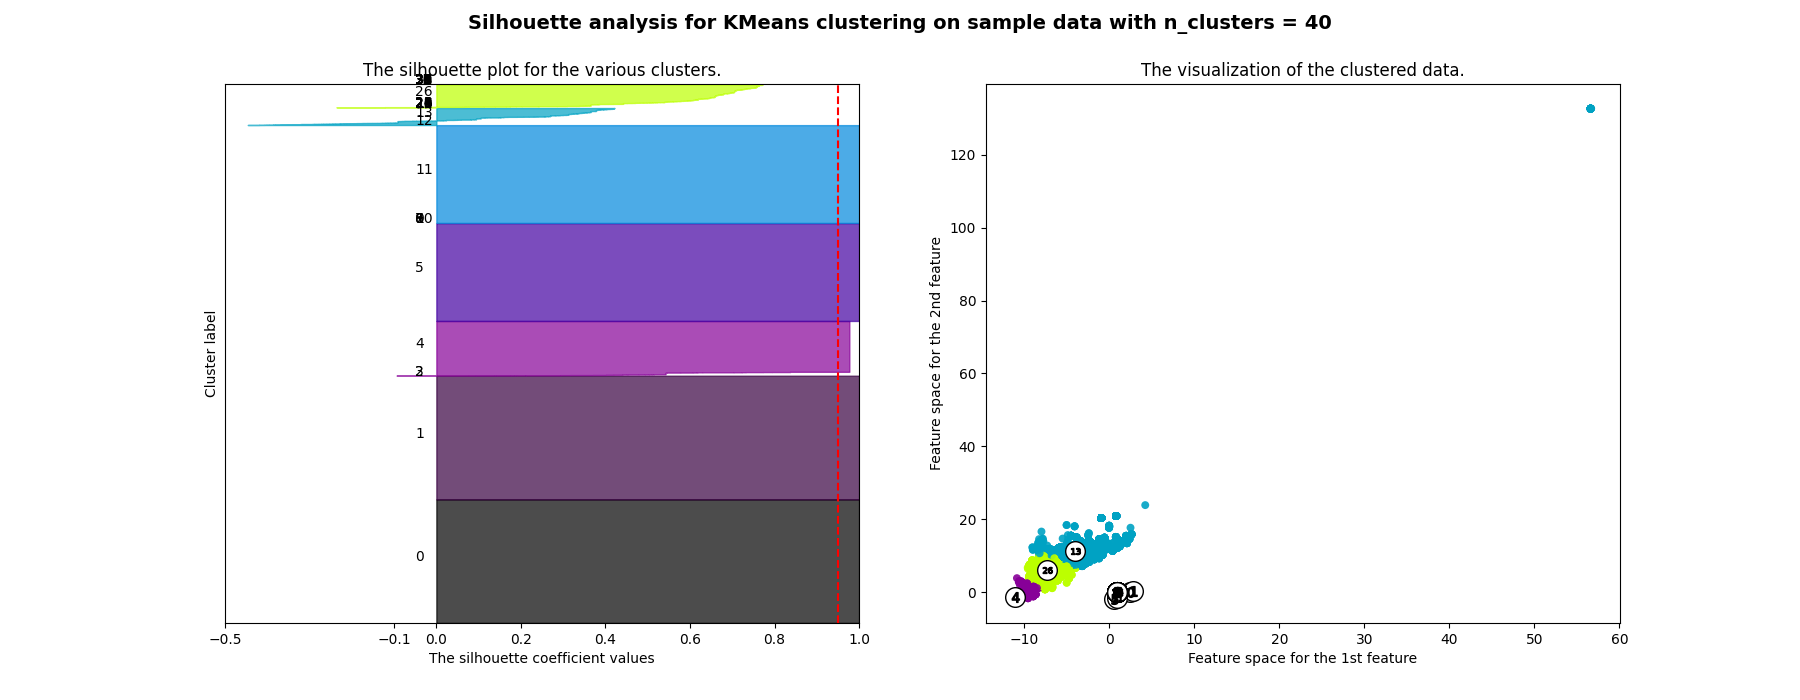 Silhouette analysis for KMeans clustering on sample data with n_clusters = 40
The silhouette plot for the various clusters.
26
13
12
11
5
4
3
1
0
Cluster label
−0.5 −0.1 0.0 0.2 0.4 0.6 0.8 1.0
The silhouette coefficient values
The visualization of the clustered data.
120
100
80
60
40
20
0
Feature space for the 2nd feature
13
26
4
1
−10 0 10 20 30 40 50 60
Feature space for the 1st feature